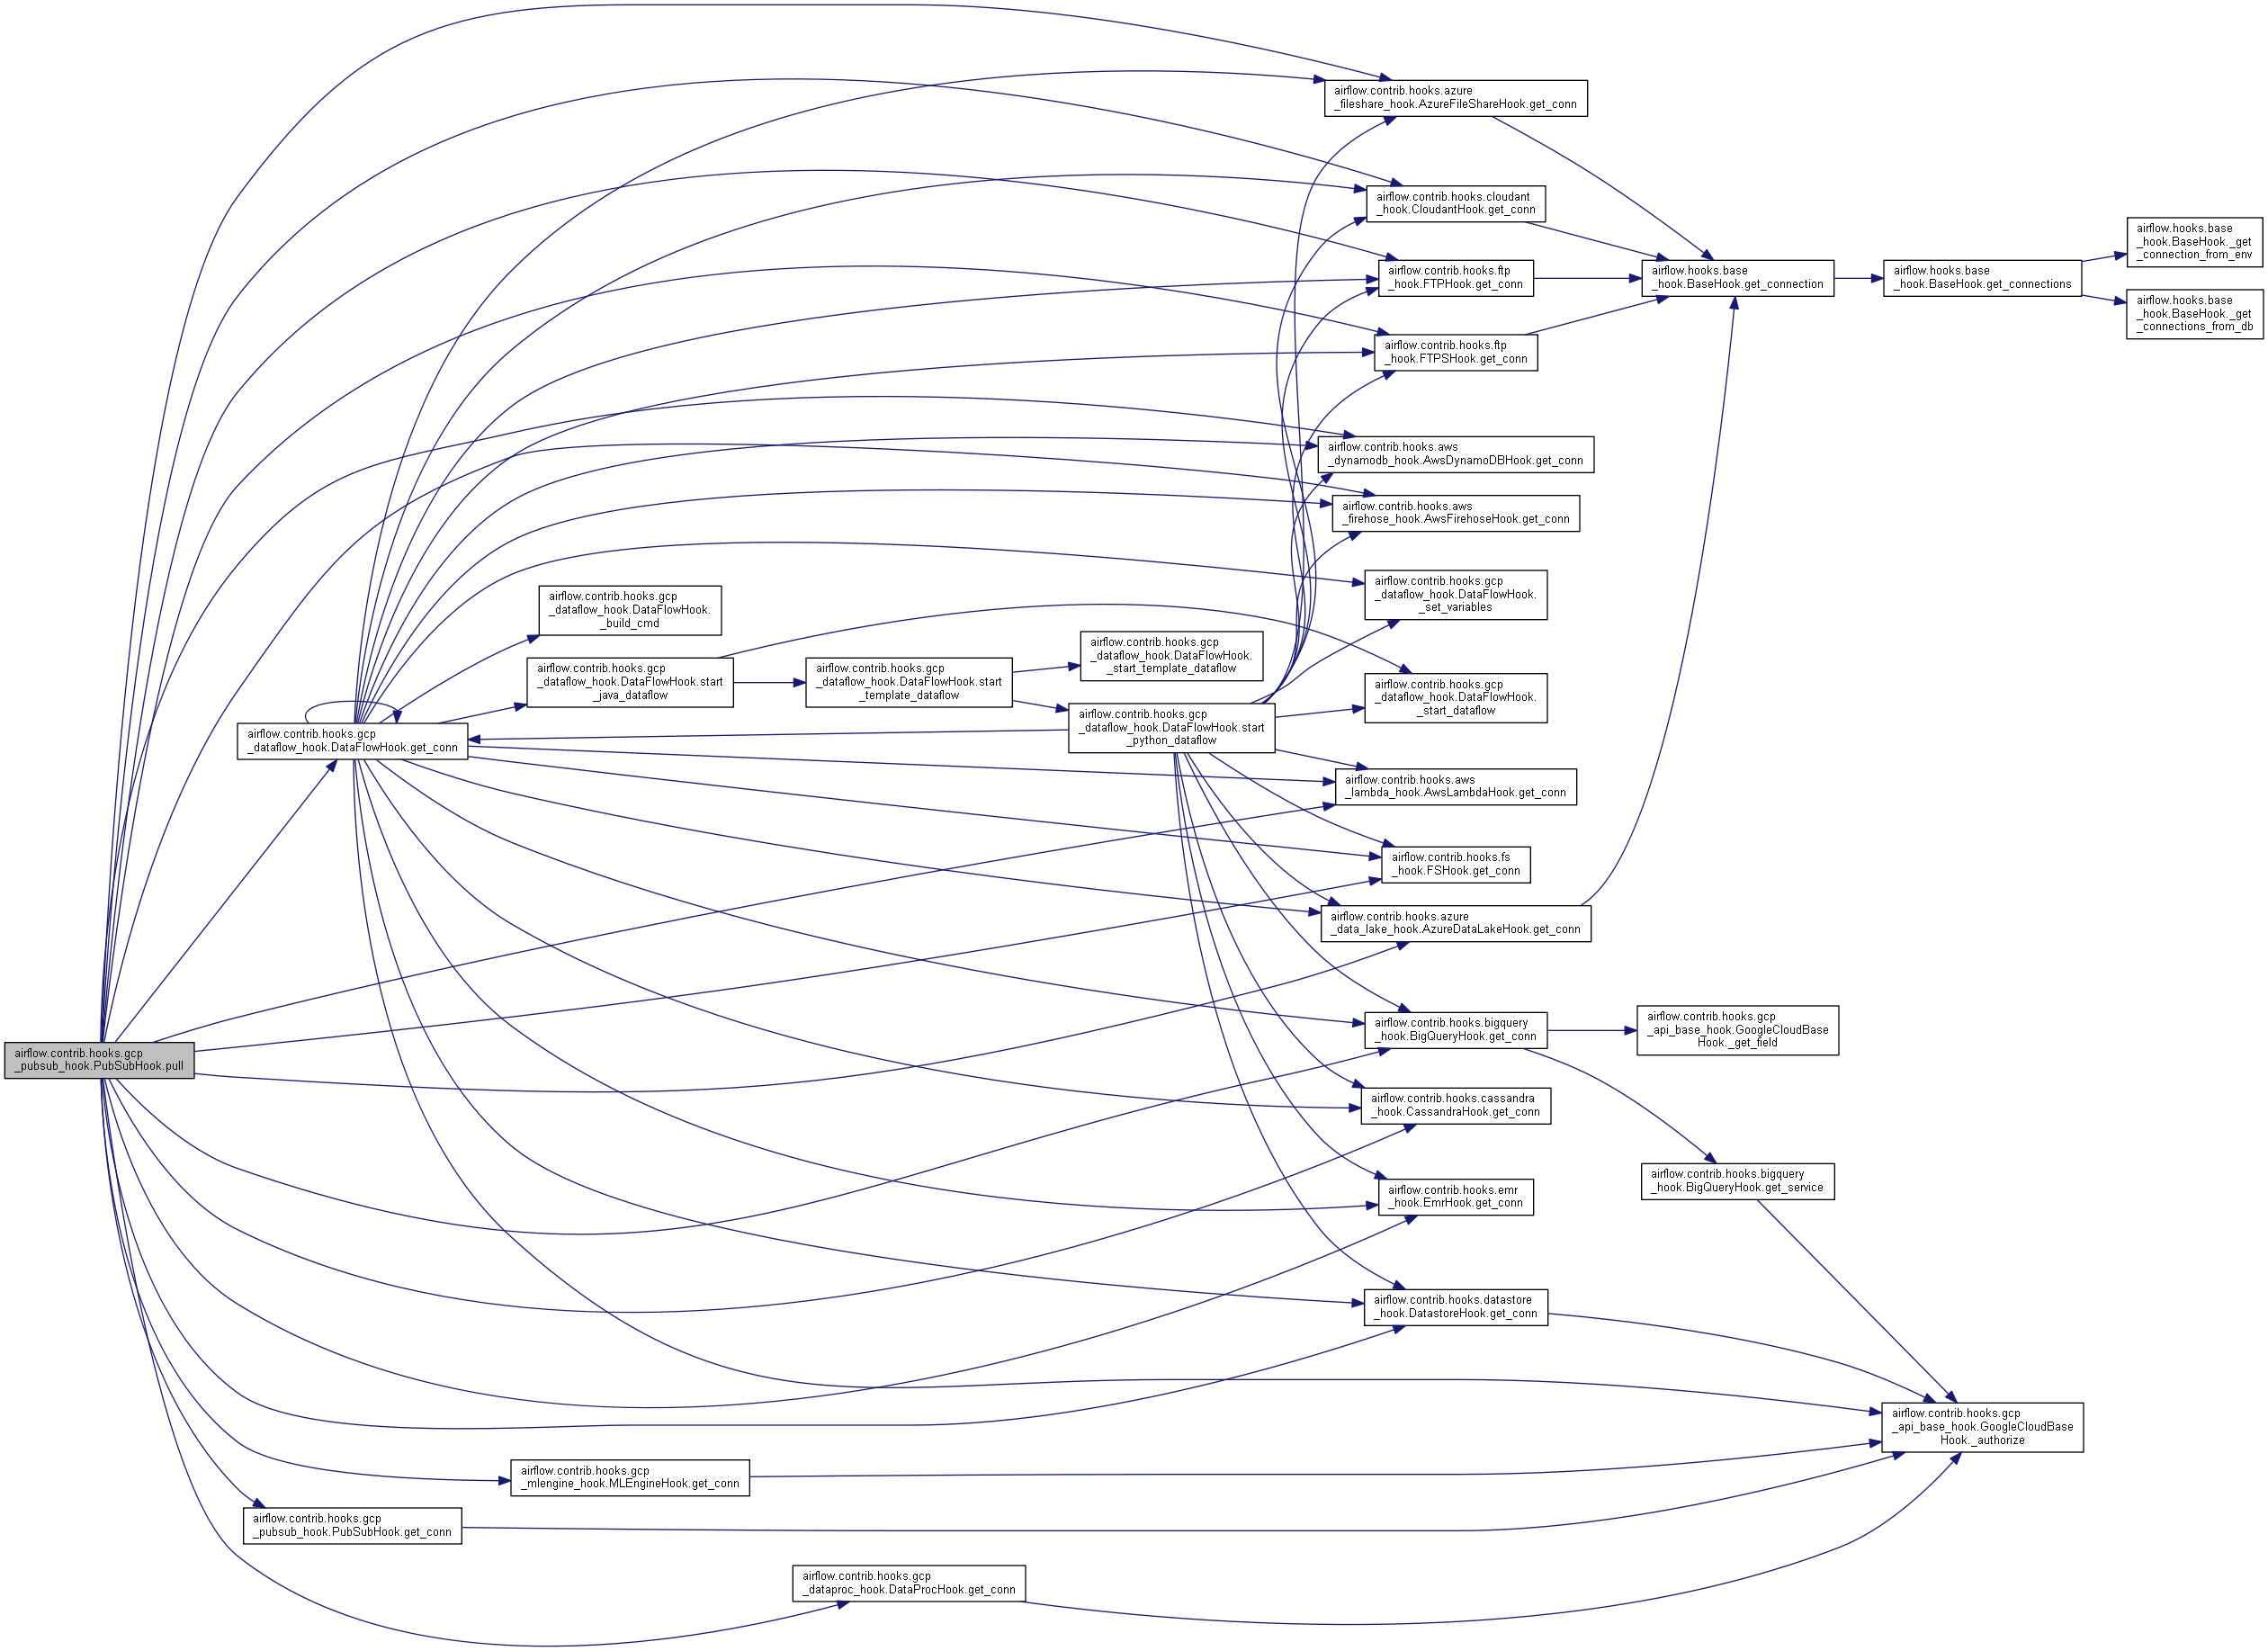 airflow.contrib.hooks.azure
_fileshare_hook.AzureFileShareHook.get_conn
airflow.contrib.hooks.cloudant
_hook.CloudantHook.get_conn
airflow.hooks.base
_hook.BaseHook._get
_connection_from_env
airflow.contrib.hooks.ftp
_hook.FTPHook.get_conn
airflow.hooks.base
_hook.BaseHook.get_connection
airflow.hooks.base
_hook.BaseHook.get_connections
airflow.hooks.base
_hook.BaseHook._get
_connections_from_db
airflow.contrib.hooks.ftp
_hook.FTPSHook.get_conn
airflow.contrib.hooks.aws
_dynamodb_hook.AwsDynamoDBHook.get_conn
airflow.contrib.hooks.aws
_firehose_hook.AwsFirehoseHook.get_conn
airflow.contrib.hooks.gcp
_dataflow_hook.DataFlowHook.
_set_variables
airflow.contrib.hooks.gcp
_dataflow_hook.DataFlowHook.
_build_cmd
airflow.contrib.hooks.gcp
_dataflow_hook.DataFlowHook.
_start_template_dataflow
airflow.contrib.hooks.gcp
_dataflow_hook.DataFlowHook.start
_java_dataflow
airflow.contrib.hooks.gcp
_dataflow_hook.DataFlowHook.start
_template_dataflow
airflow.contrib.hooks.gcp
_dataflow_hook.DataFlowHook.
_start_dataflow
airflow.contrib.hooks.gcp
_dataflow_hook.DataFlowHook.start
_python_dataflow
airflow.contrib.hooks.gcp
_dataflow_hook.DataFlowHook.get_conn
airflow.contrib.hooks.aws
_lambda_hook.AwsLambdaHook.get_conn
airflow.contrib.hooks.fs
_hook.FSHook.get_conn
airflow.contrib.hooks.azure
_data_lake_hook.AzureDataLakeHook.get_conn
airflow.contrib.hooks.bigquery
_hook.BigQueryHook.get_conn
airflow.contrib.hooks.gcp
_api_base_hook.GoogleCloudBase
Hook._get_field
airflow.contrib.hooks.gcp
_pubsub_hook.PubSubHook.pull
airflow.contrib.hooks.cassandra
_hook.CassandraHook.get_conn
airflow.contrib.hooks.bigquery
_hook.BigQueryHook.get_service
airflow.contrib.hooks.emr
_hook.EmrHook.get_conn
airflow.contrib.hooks.datastore
_hook.DatastoreHook.get_conn
airflow.contrib.hooks.gcp
_api_base_hook.GoogleCloudBase
Hook._authorize
airflow.contrib.hooks.gcp
_mlengine_hook.MLEngineHook.get_conn
airflow.contrib.hooks.gcp
_pubsub_hook.PubSubHook.get_conn
airflow.contrib.hooks.gcp
_dataproc_hook.DataProcHook.get_conn